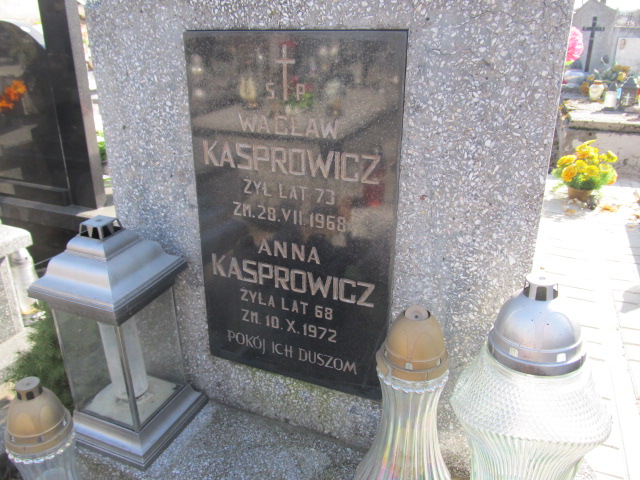 Ś P
WACŁAW
KASPROWICZ
ŻYŁ LAT 73
ZM. 28.VII.1968
ANNA
KASPROWICZ
ŻYŁA LAT 68
ZM. 10.X.1972
POKÓJ ICH DUSZOM